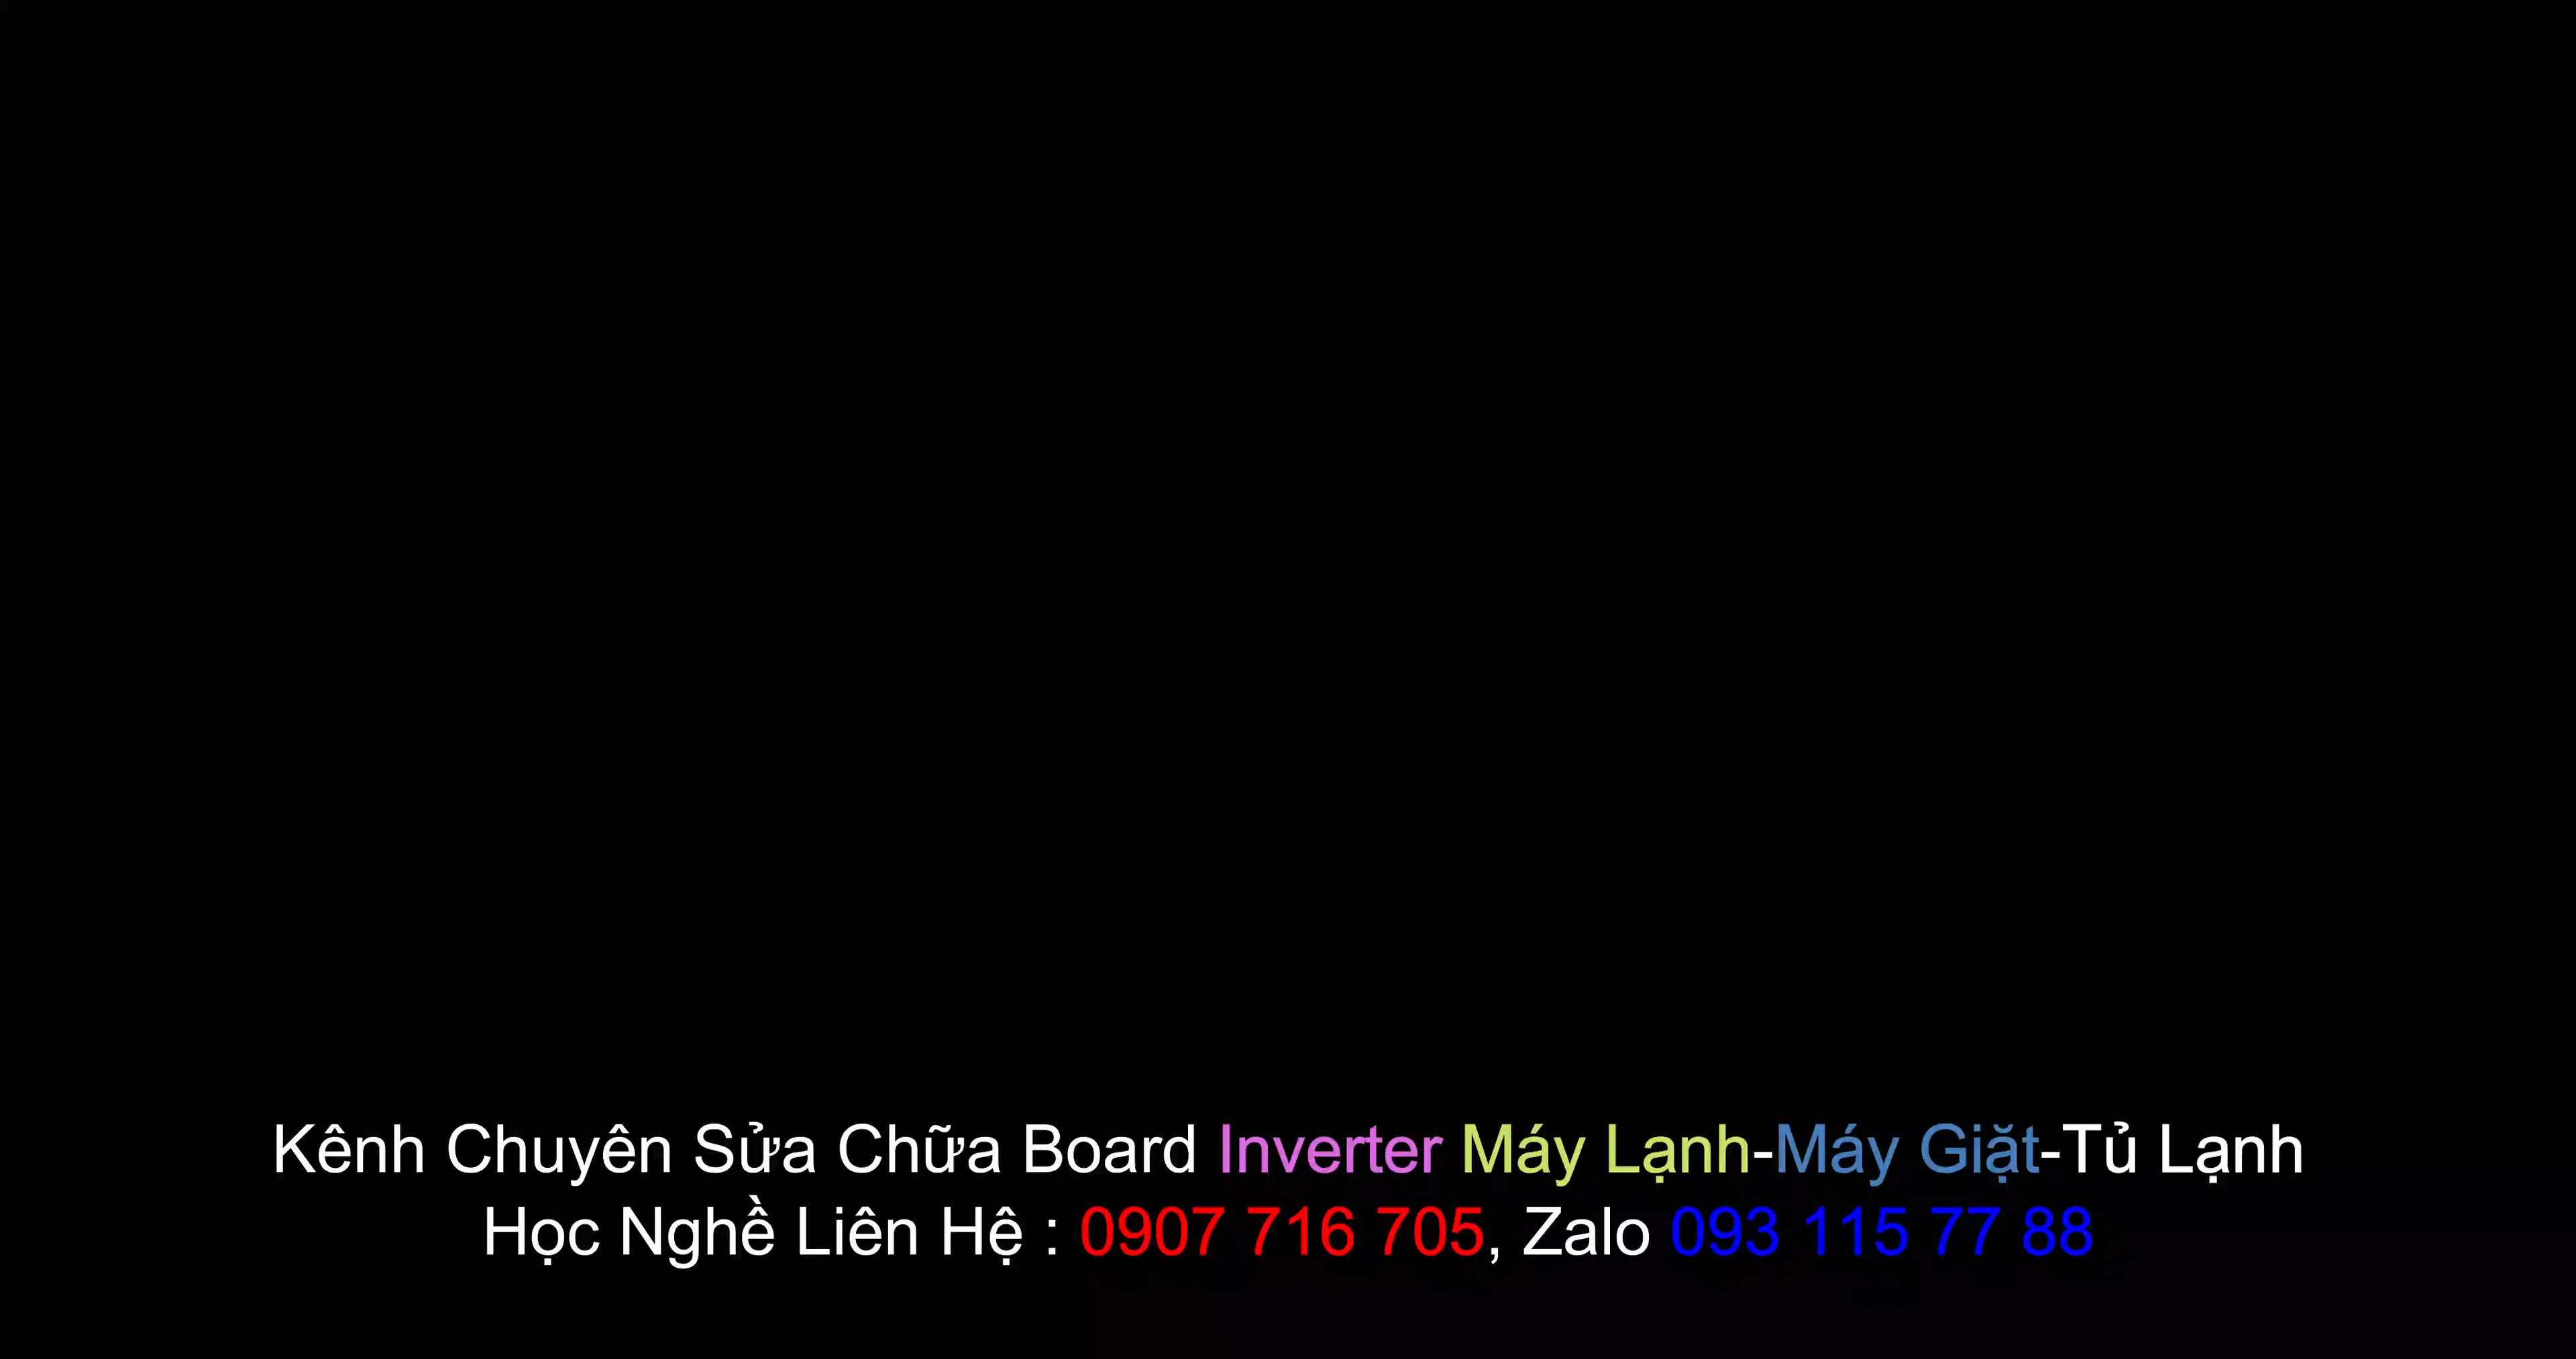 Kênh Chuyên Sửa Chữa Board Inverter Máy Lạnh-Máy Giặt-Tủ Lạnh
Học Nghề Liên Hệ : 0907 716 705, Zalo 093 115 77 88